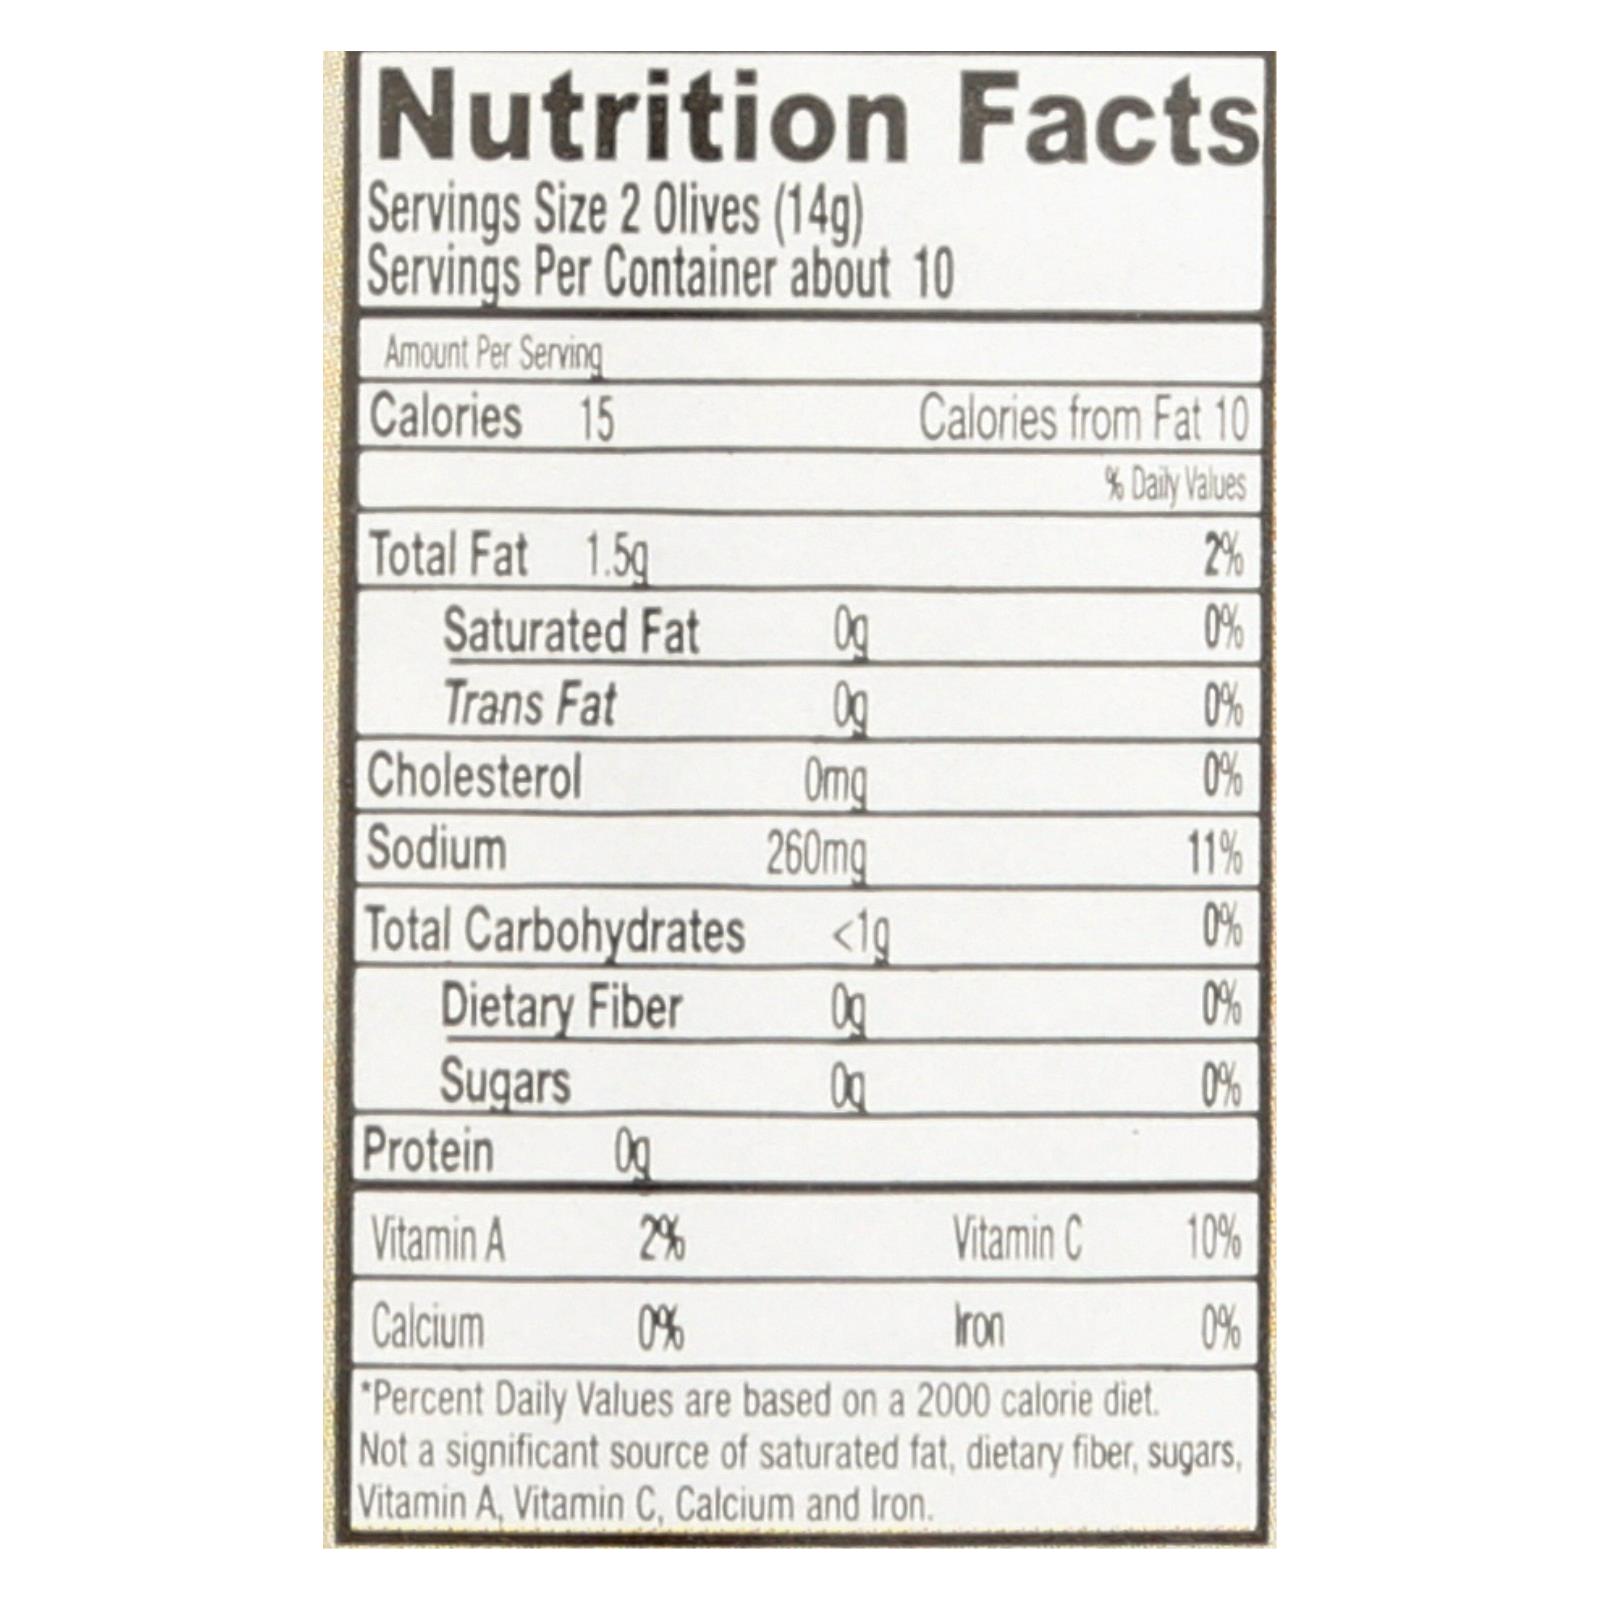 Nutrition Facts
Servings Size 2 Olives (14g)
Servings Per Container about 10
Amount Per Serving
Calories 15 Calories from Fat 10
% Daily Values
Total Fat 1.5g 2%
Saturated Fat 0g 0%
Trans Fat 0g 0%
Cholesterol 0mg 0%
Sodium 260mg 11%
Total Carbohydrates <1g 0%
Dietary Fiber 0g 0%
Sugars 0g 0%
Protein 0g
Vitamin A 2% Vitamin C 10%
Calcium 0% Iron 0%
*Percent Daily Values are based on a 2000 calorie diet.
Not a significant source of saturated fat, dietary fiber, sugars,
Vitamin A, Vitamin C, Calcium and Iron.